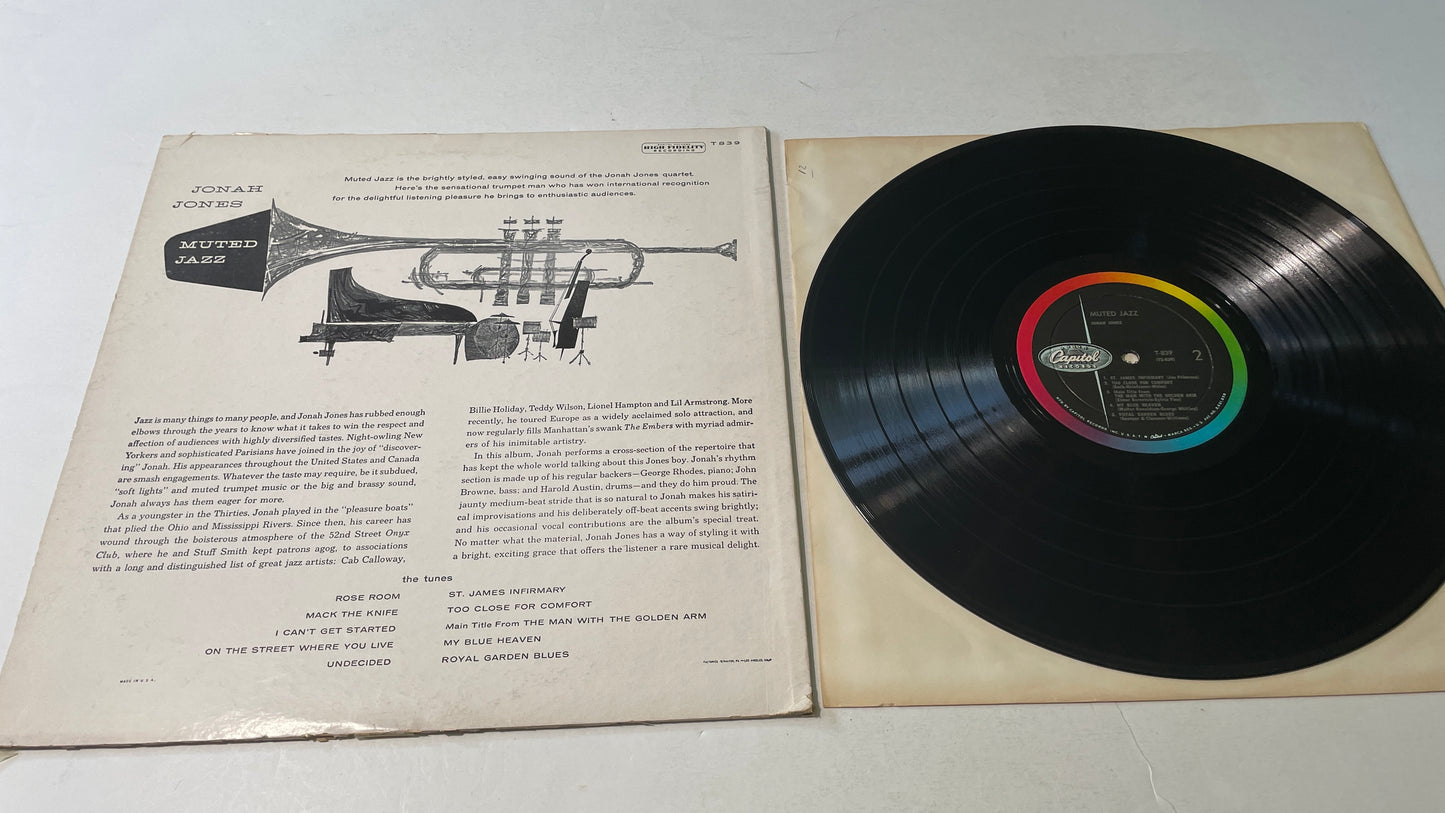 HIGH FIDELITY
RECORDING
T 839
Muted Jazz is the brightly styled, easy swinging sound of the Jonah Jones quartet.
Here's the sensational trumpet man who has won international recognition
for the delightful listening pleasure he brings to enthusiastic audiences.
JONAH
JONES
MUTED
JAZZ
Jazz is many things to many people, and Jonah Jones has rubbed enough
elbows through the years to know what it takes to win the respect and
affection of audiences with highly diversified tastes. Night-owling New
Yorkers and sophisticated Parisians have joined in the joy of "discover-
ing" Jonah. His appearances throughout the United States and Canada
are smash engagements. Whatever the taste may require, be it subdued,
"soft lights" and muted trumpet music or the big and brassy sound,
Jonah always has them eager for more.
As a youngster in the Thirties, Jonah played in the "pleasure boats"
that plied the Ohio and Mississippi Rivers. Since then, his career has
wound through the boisterous atmosphere of the 52nd Street Onyx
Club, where he and Stuff Smith kept patrons agog, to associations
with a long and distinguished list of great jazz artists: Cab Calloway,
Billie Holiday, Teddy Wilson, Lionel Hampton and Lil Armstrong. More
recently, he toured Europe as a widely acclaimed solo attraction, and
now regularly fills Manhattan's swank The Embers with myriad admir-
ers of his inimitable artistry.
In this album, Jonah performs a cross-section of the repertoire that
has kept the whole world talking about this Jones boy. Jonah's rhythm
section is made up of his regular backers—George Rhodes, piano; John
Browne, bass; and Harold Austin, drums—and they do him proud. The
jaunty medium-beat stride that is so natural to Jonah makes his satiri-
cal improvisations and his deliberately off-beat accents swing brightly;
and his occasional vocal contributions are the album's special treat.
No matter what the material, Jonah Jones has a way of styling it with
a bright, exciting grace that offers the listener a rare musical delight.
the tunes
ROSE ROOM
MACK THE KNIFE
I CAN'T GET STARTED
ON THE STREET WHERE YOU LIVE
UNDECIDED
ST. JAMES INFIRMARY
TOO CLOSE FOR COMFORT
Main Title From THE MAN WITH THE GOLDEN ARM
MY BLUE HEAVEN
ROYAL GARDEN BLUES
MADE IN U.S.A.
12
MUTED JAZZ
JONAH JONES
Capitol
RECORDS
T-839
2
1. ST. JAMES INFIRMARY (Joe Primrose)
2. TOO CLOSE FOR COMFORT
3. Main Title from
THE MAN WITH THE GOLDEN ARM
4. MY BLUE HEAVEN
5. ROYAL GARDEN BLUES